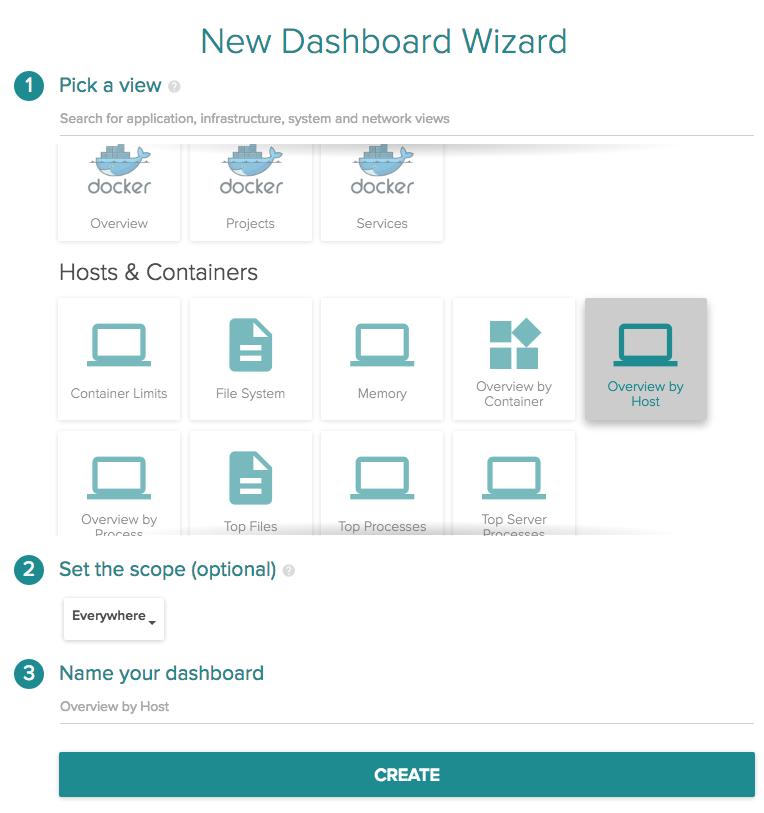 New Dashboard Wizard
1 Pick a view ?
Search for application, infrastructure, system and network views
docker docker docker
Overview Projects Services
Hosts & Containers
Container Limits File System Memory Overview by Container Overview by Host
Overview by Process Top Files Top Processes Top Server Processes
2 Set the scope (optional) ?
Everywhere
3 Name your dashboard
Overview by Host
CREATE